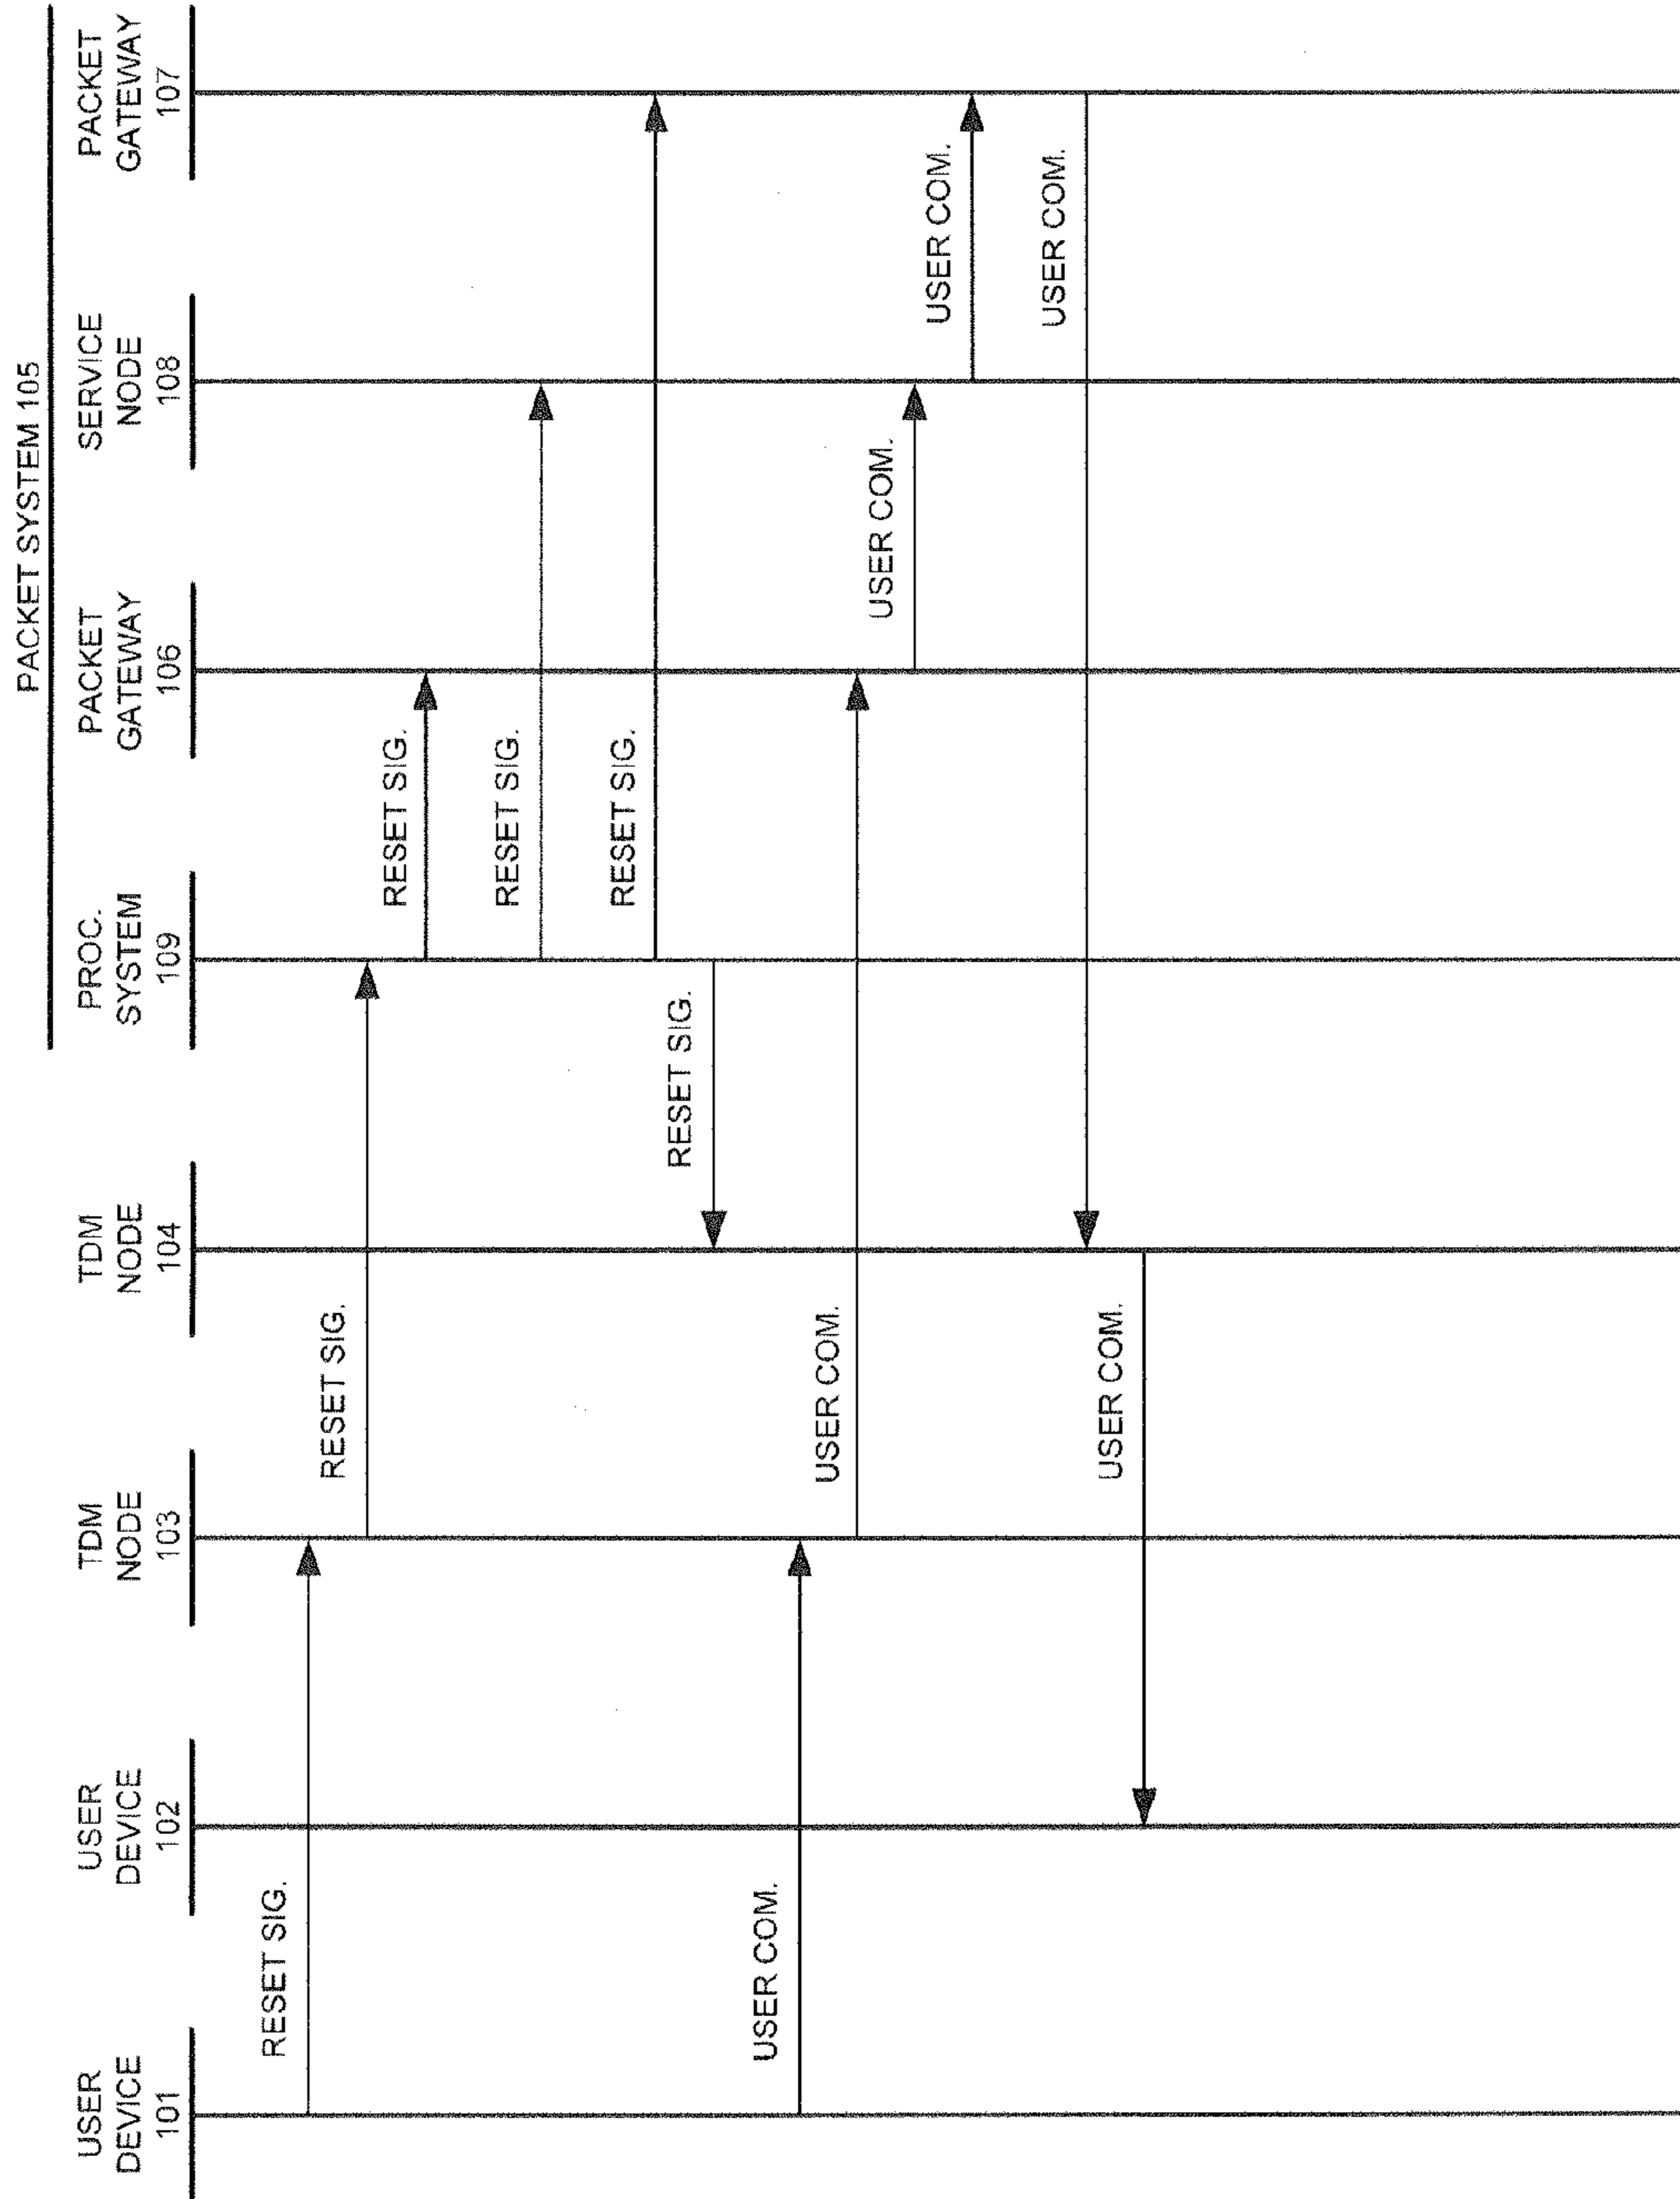 PACKET SYSTEM 105
USER
DEVICE
101
USER
DEVICE
102
TDM
NODE
103
TDM
NODE
104
PROC.
SYSTEM
109
PACKET
GATEWAY
106
SERVICE
NODE
108
PACKET
GATEWAY
107
RESET SIG.
RESET SIG.
RESET SIG.
RESET SIG.
RESET SIG.
RESET SIG.
USER COM.
USER COM.
USER COM.
USER COM.
USER COM.
USER COM.